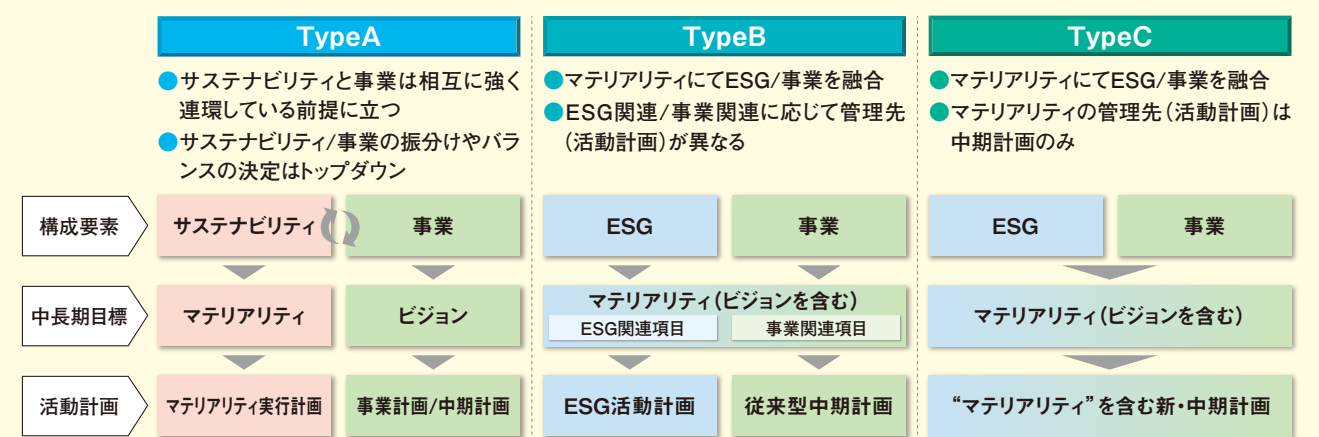 TypeA
●サステナビリティと事業は相互に強く
連環している前提に立つ
●サステナビリティ/事業の振分けやバラ
ンスの決定はトップダウン
TypeB
●マテリアリティにてESG/事業を融合
●ESG関連/事業関連に応じて管理先
(活動計画)が異なる
TypeC
●マテリアリティにてESG/事業を融合
●マテリアリティの管理先(活動計画)は
中期計画のみ
構成要素
サステナビリティ
事業
ESG
事業
ESG
事業
中長期目標
マテリアリティ
ビジョン
マテリアリティ(ビジョンを含む)
ESG関連項目
事業関連項目
マテリアリティ(ビジョンを含む)
活動計画
マテリアリティ実行計画
事業計画/中期計画
ESG活動計画
従来型中期計画
“マテリアリティ”を含む新・中期計画